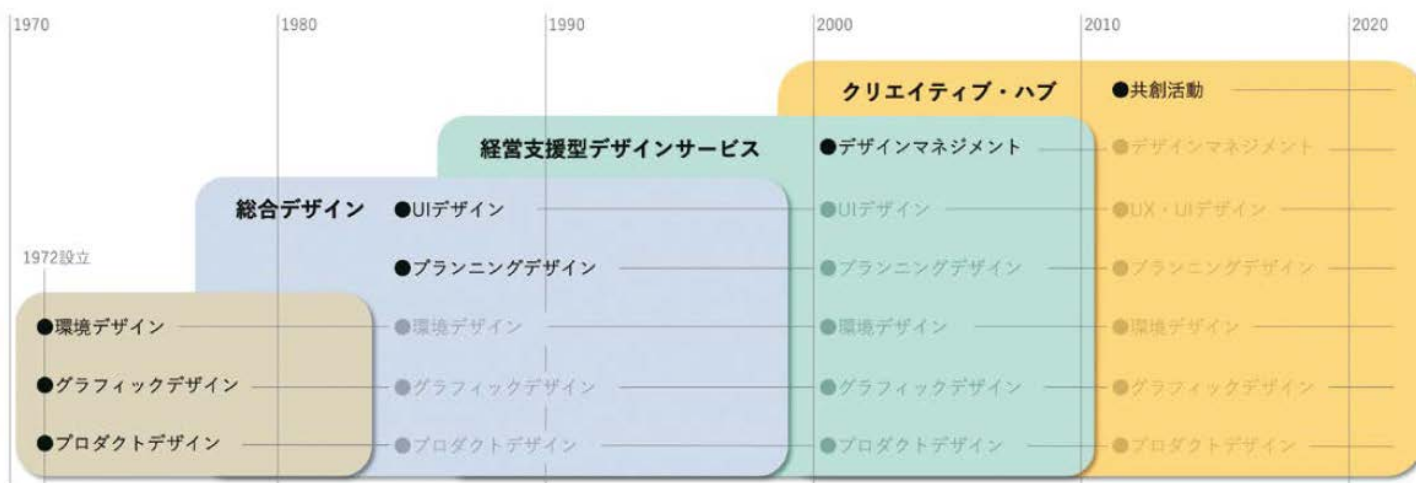 1970 1980 1990 2000 2010 2020
クリエイティブ・ハブ ●共創活動
経営支援型デザインサービス ●デザインマネジメント ●デザインマネジメント
総合デザイン ●UIデザイン ●UIデザイン ●UX・UIデザイン
1972設立
●プランニングデザイン ●プランニングデザイン ●プランニングデザイン
●環境デザイン ●環境デザイン ●環境デザイン ●環境デザイン
●グラフィックデザイン ●グラフィックデザイン ●グラフィックデザイン ●グラフィックデザイン
●プロダクトデザイン ●プロダクトデザイン ●プロダクトデザイン ●プロダクトデザイン